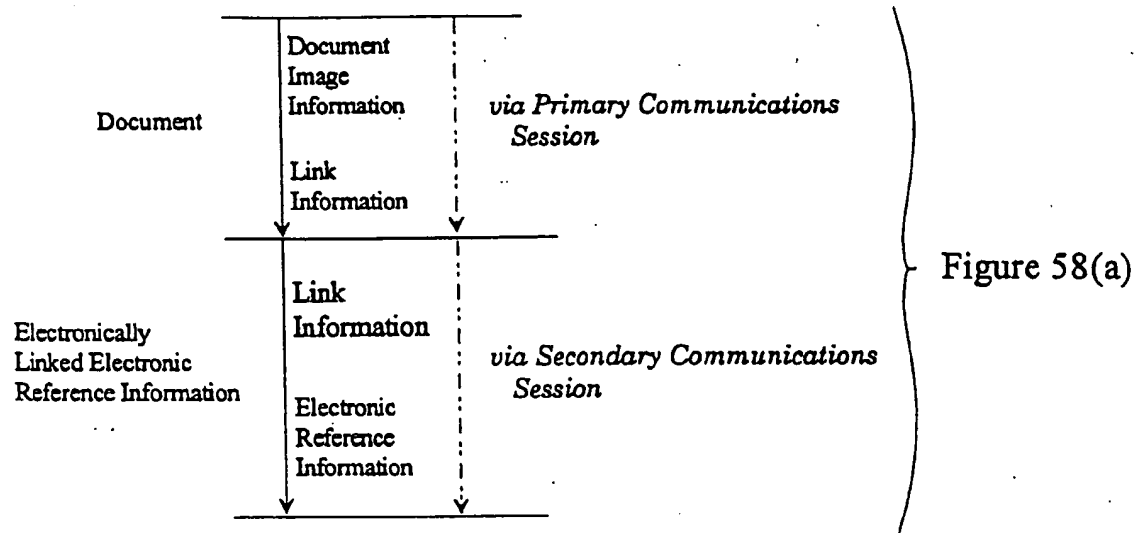 Document
Image
Information
Document
via Primary Communications
Session
Link
Information
Figure 58(a)
Link
Information
Electronically
Linked Electronic
Reference Information
via Secondary Communications
Session
Electronic
Reference
Information